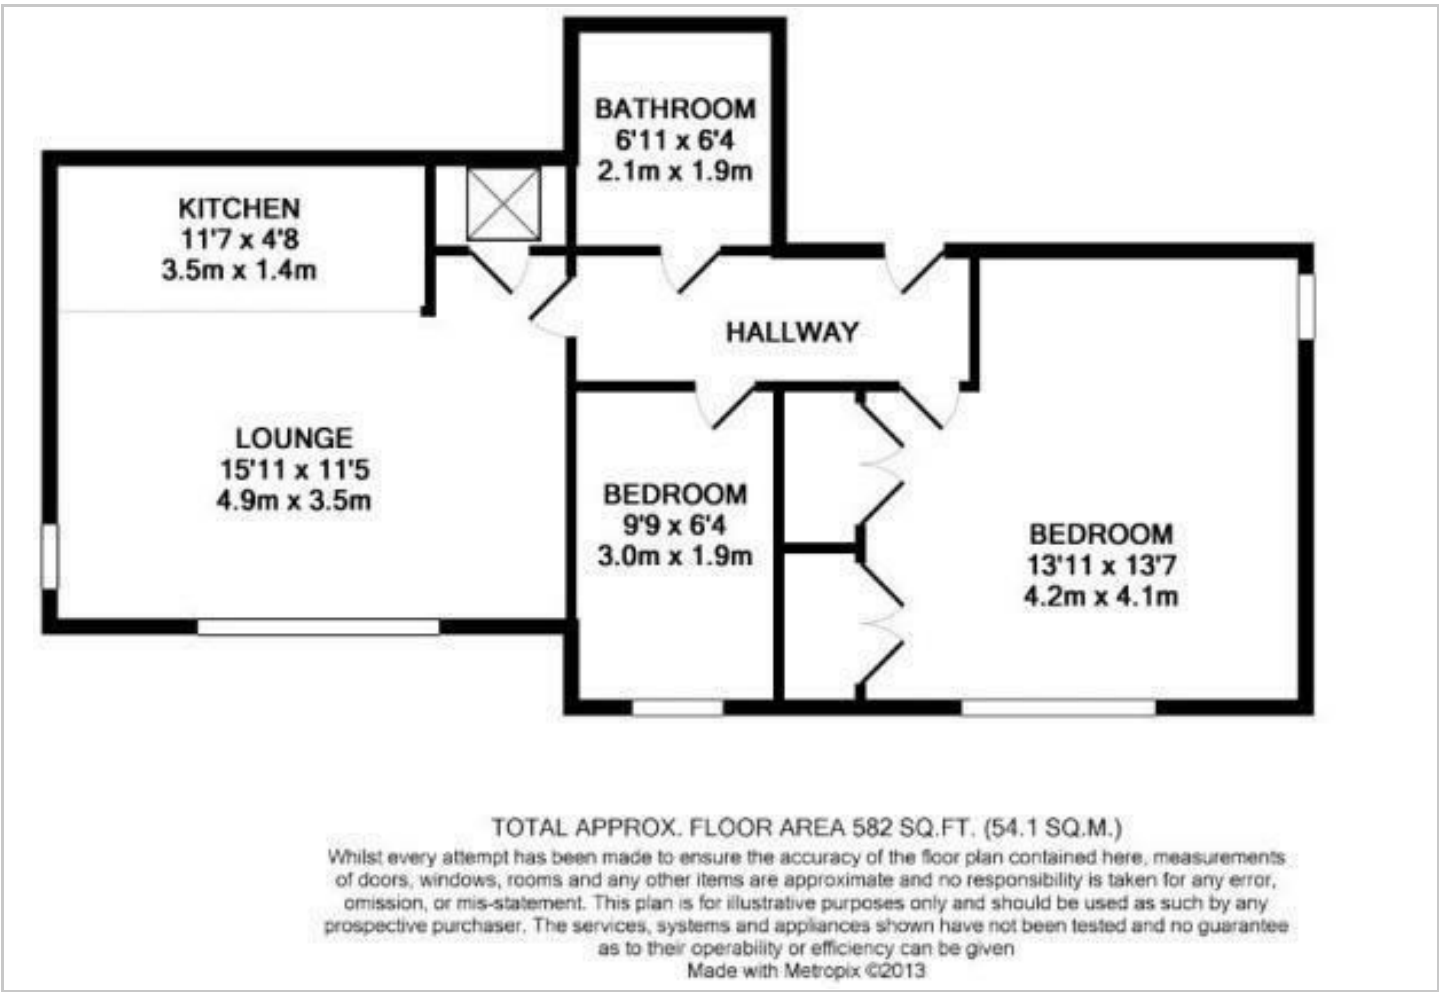 BATHROOM
6'11 x 6'4
2.1m x 1.9m
KITCHEN
11'7 x 4'8
3.5m x 1.4m
HALLWAY
LOUNGE
15'11 x 11'5
4.9m x 3.5m
BEDROOM
9'9 x 6'4
3.0m x 1.9m
BEDROOM
13'11 x 13'7
4.2m x 4.1m
TOTAL APPROX. FLOOR AREA 582 SQ.FT. (54.1 SQ.M.)
Whilst every attempt has been made to ensure the accuracy of the floor plan contained here, measurements
of doors, windows, rooms and any other items are approximate and no responsibility is taken for any error,
omission, or mis-statement. This plan is for illustrative purposes only and should be used as such by any
prospective purchaser. The services, systems and appliances shown have not been tested and no guarantee
as to their operability or efficiency can be given
Made with Metropix ©2013